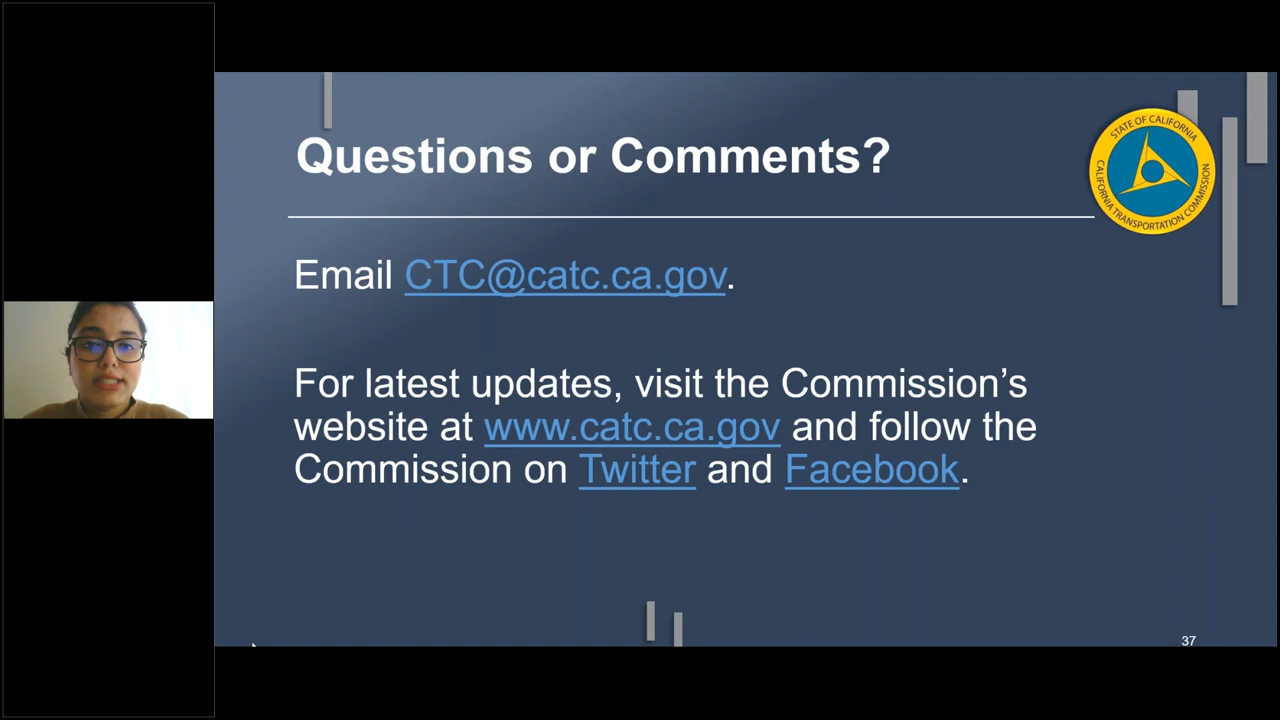 Questions or Comments?
STATE OF CALIFORNIA
CALIFORNIA TRANSPORTATION COMMISSION
Email CTC@catc.ca.gov.
For latest updates, visit the Commission’s
website at www.catc.ca.gov and follow the
Commission on Twitter and Facebook.
37